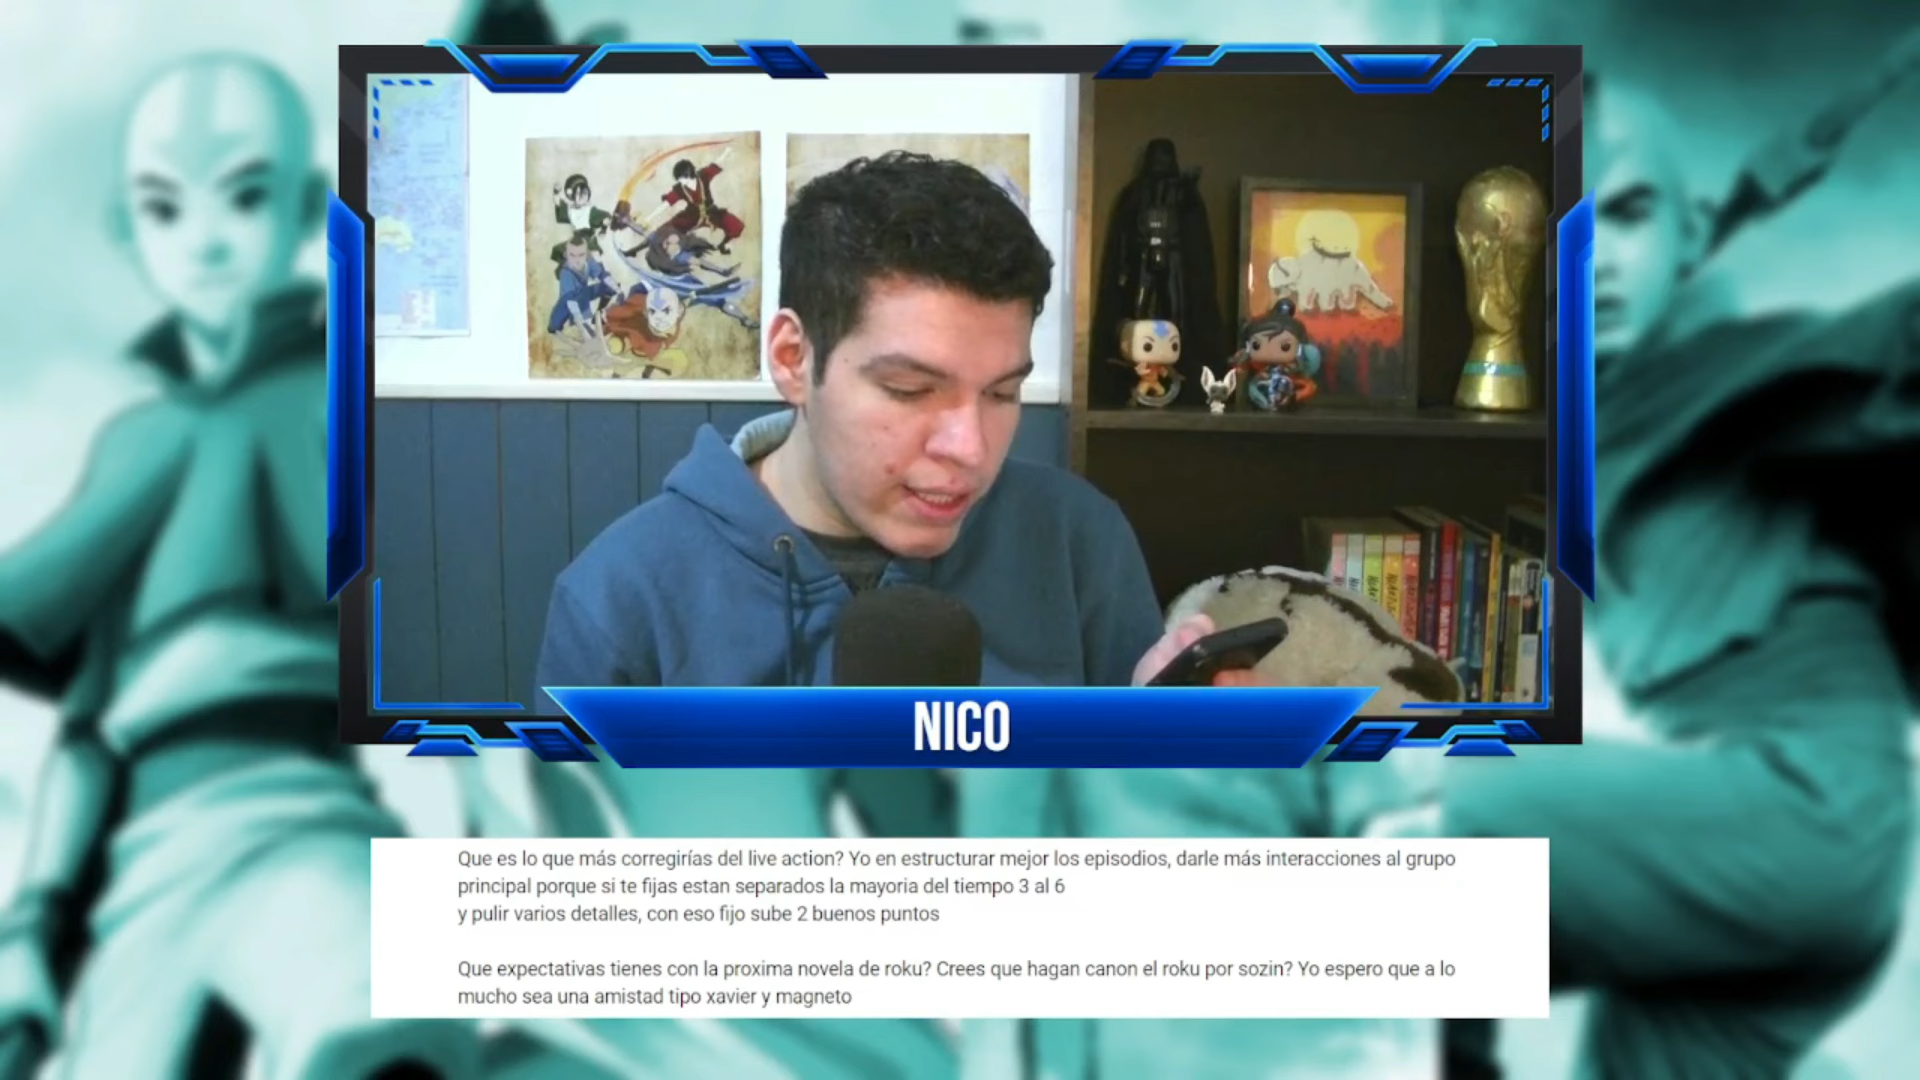 NICO
Que es lo que más corregirías del live action? Yo en estructurar mejor los episodios, darle más interacciones al grupo
principal porque si te fijas estan separados la mayoria del tiempo 3 al 6
y pulir varios detalles, con eso fijo sube 2 buenos puntos
Que expectativas tienes con la proxima novela de roku? Crees que hagan canon el roku por sozin? Yo espero que a lo
mucho sea una amistad tipo xavier y magneto